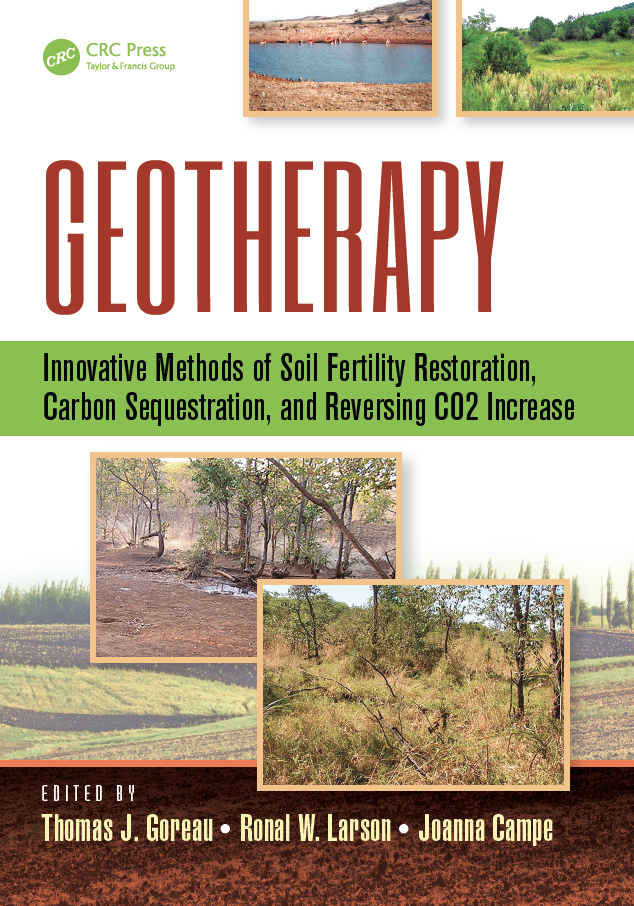 CRC
CRC Press
Taylor & Francis Group
GEOTHERAPY
Innovative Methods of Soil Fertility Restoration,
Carbon Sequestration, and Reversing CO2 Increase
EDITED BY
Thomas J. Goreau • Ronal W. Larson • Joanna Campe